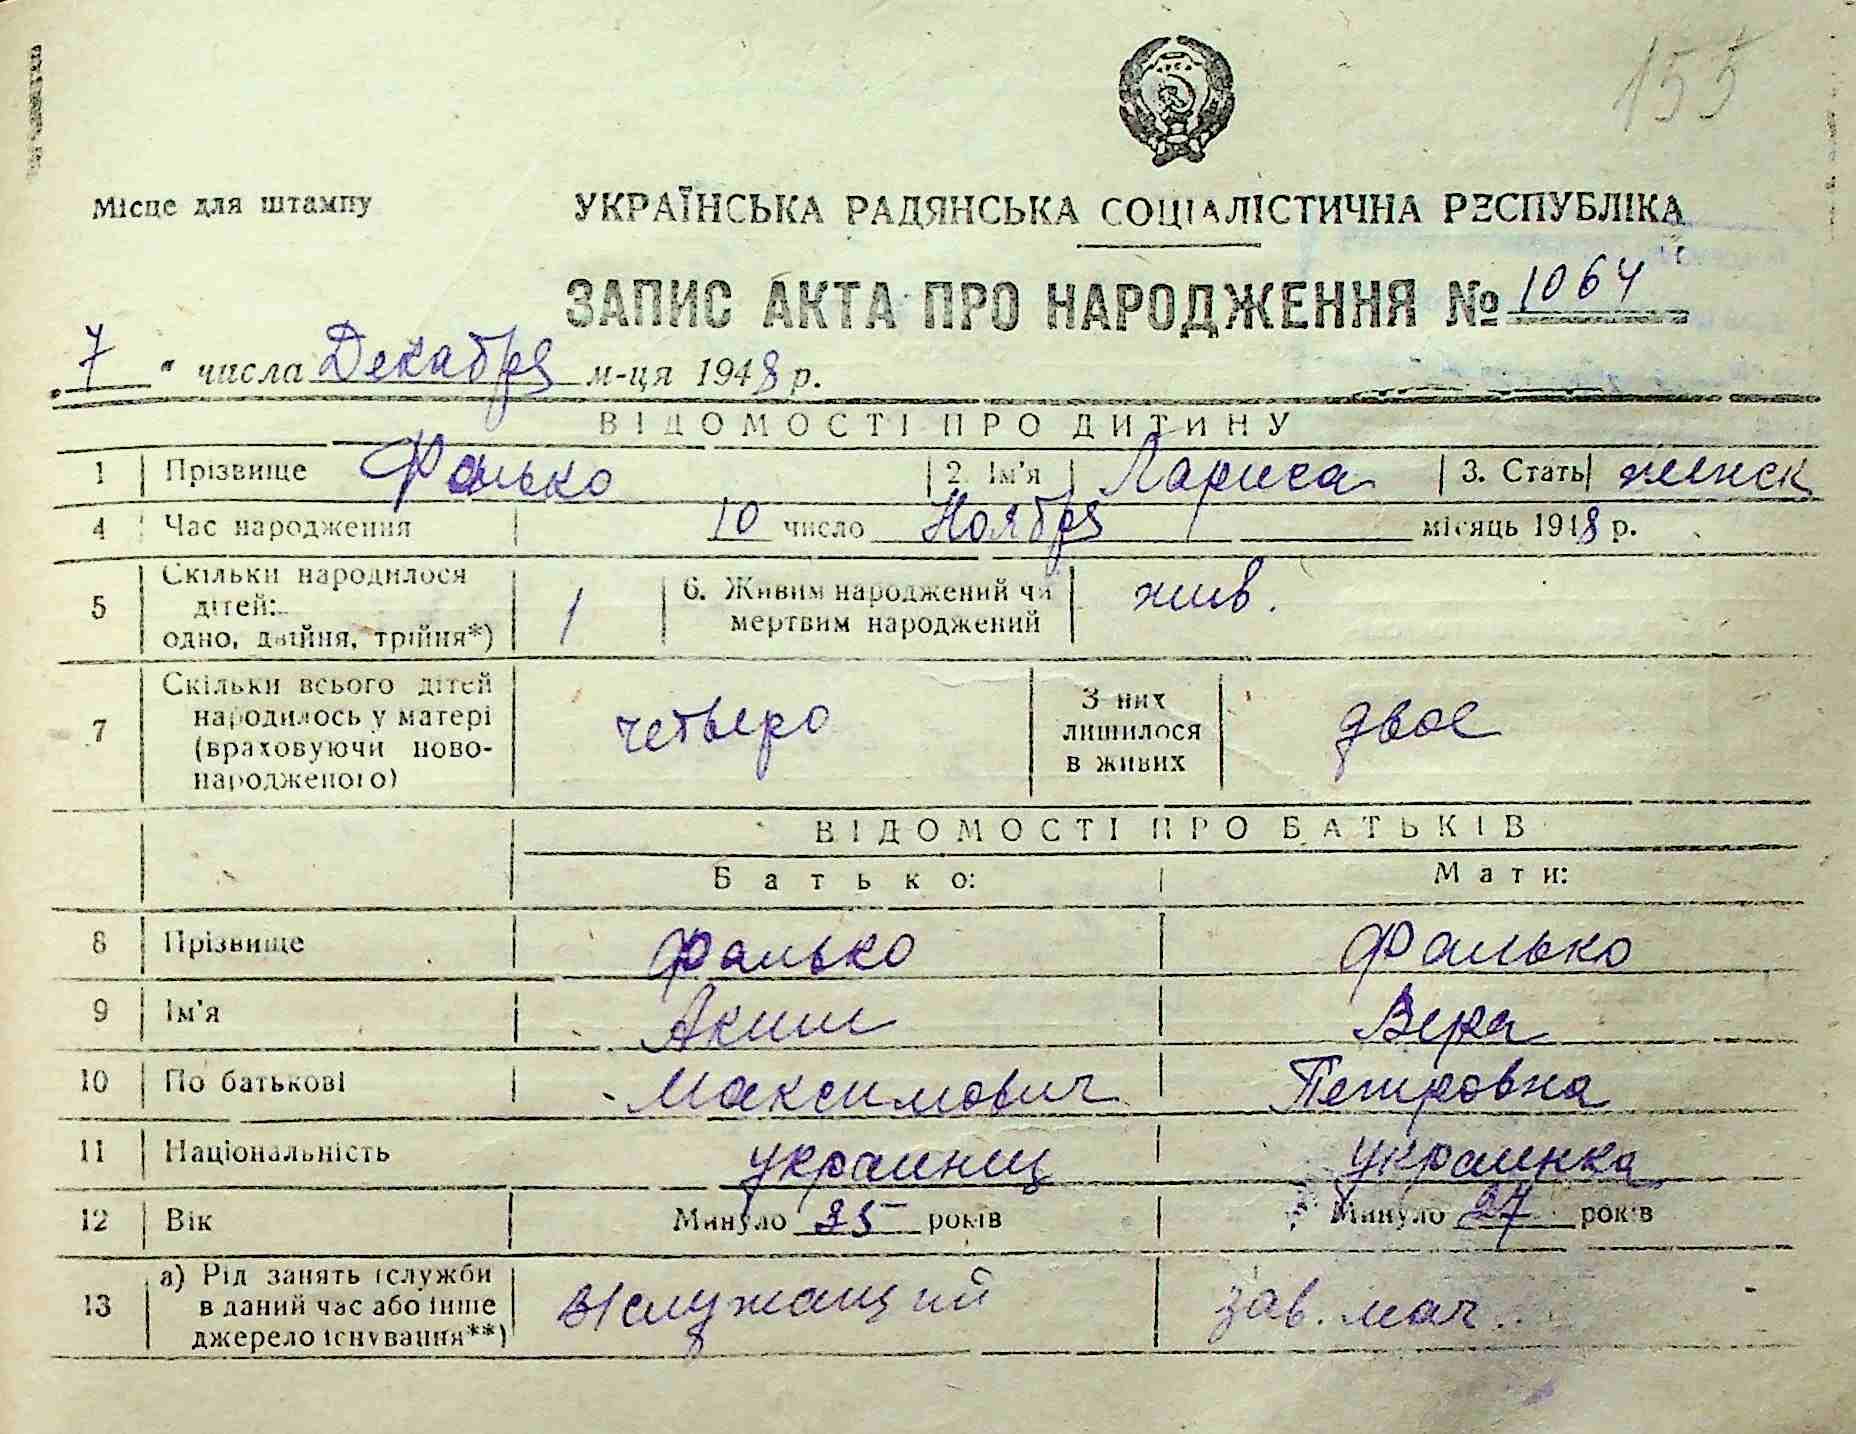 155
Місце для штампу
УКРАЇНСЬКА РАДЯНСЬКА СОЦІАЛІСТИЧНА РЕСПУБЛІКА
ЗАПИС АКТА ПРО НАРОДЖЕННЯ № 1064
„ 7 " числа Декабря м-ця 1948 р.
ВІДОМОСТІ ПРО ДИТИНУ
1 Прізвище Фалько 2. Ім'я Лариса 3. Стать женск
4 Час народження 10 число Ноября місяць 1948 р.
5 Скільки народилося дітей: одно, двійня, трійня*) 1 6. Живим народжений чи мертвим народжений жив.
7 Скільки всього дітей народилось у матері (враховуючи новонародженого) четверо З них лишилося в живих двое
ВІДОМОСТІ ПРО БАТЬКІВ
Батько: Мати:
8 Прізвище Фалько Фалько
9 Ім'я Аким Вера
10 По батькові Максимович Петровна
11 Національність украинец украинка
12 Вік Минуло 35 років Минуло 27 років
13 а) Рід занять (служби в даний час або інше джерело існування**) в/служащий зав. маг.